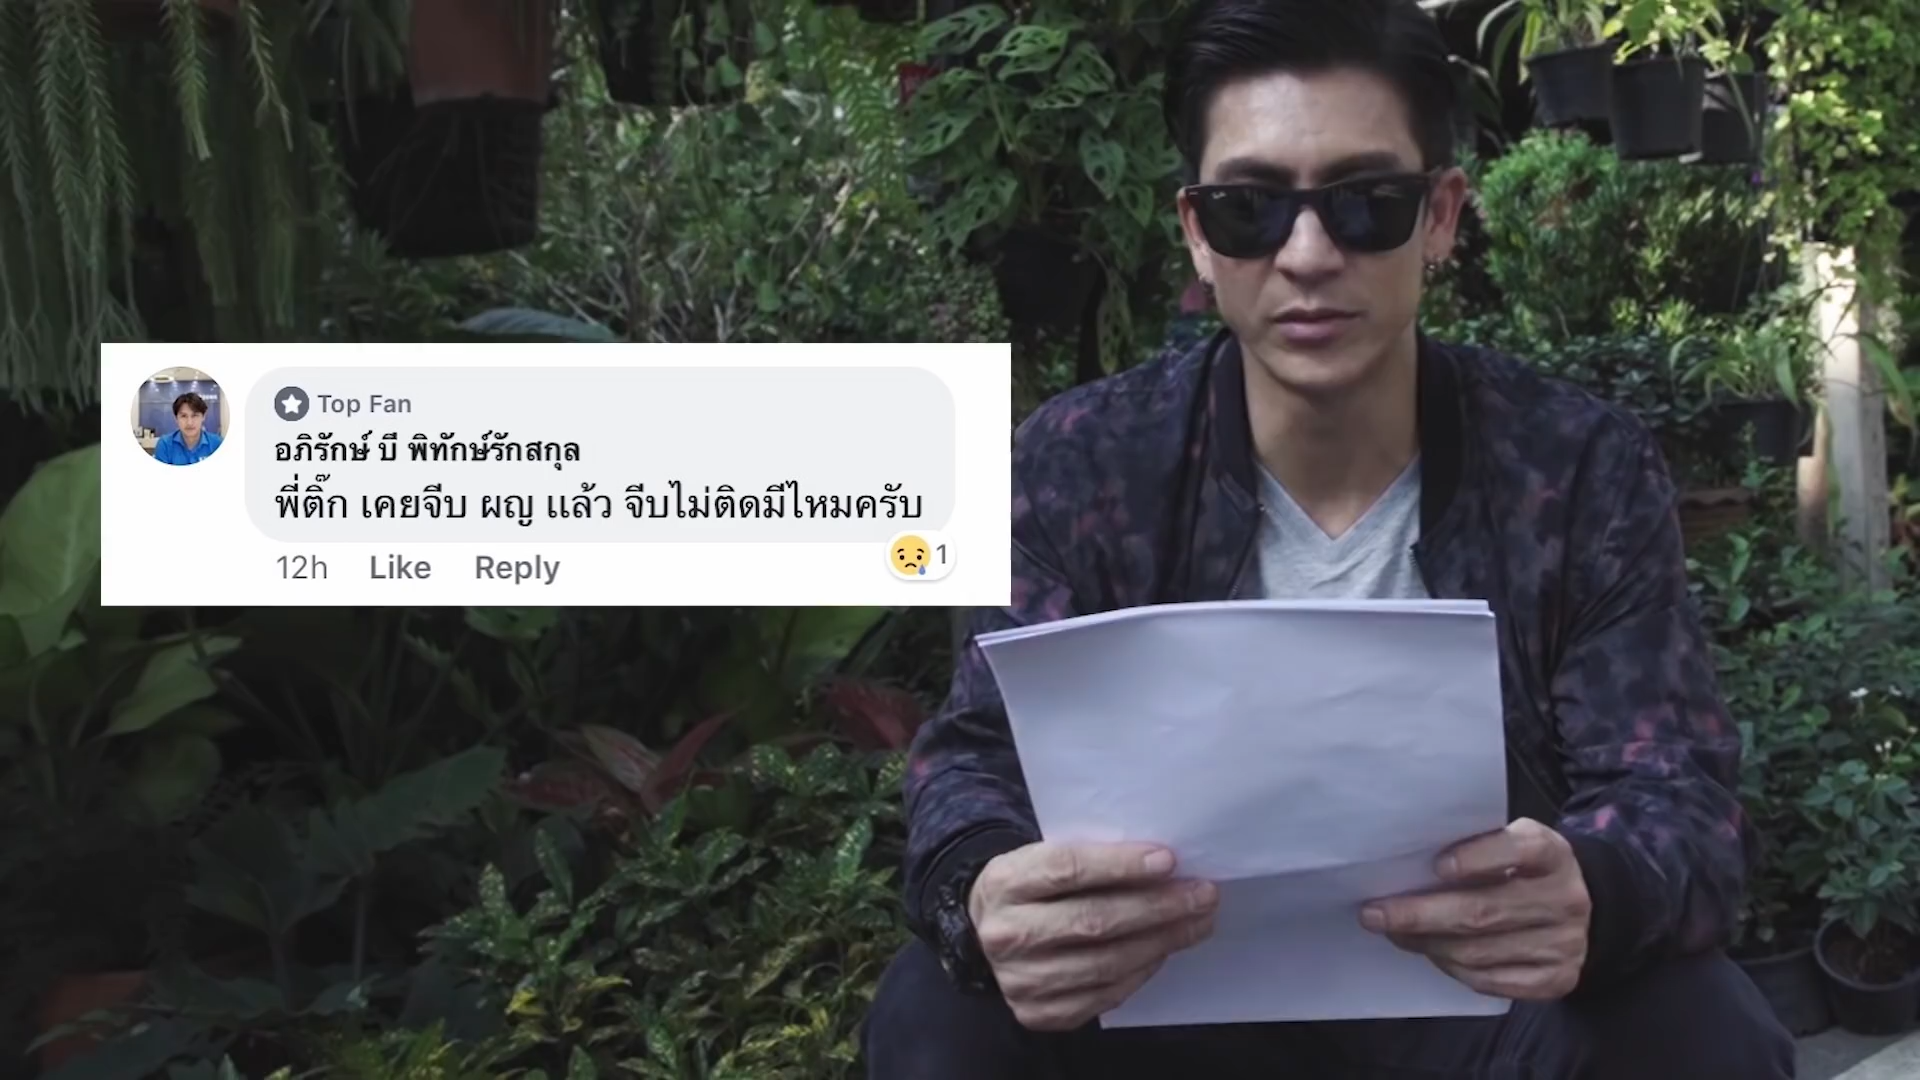 Top Fan
อภิรักษ์ บี พิทักษ์รักสกุล
พี่ติ๊ก เคยจีบ ผญ แล้ว จีบไม่ติดมีไหมครับ
1
12h Like Reply
Ray-Ban